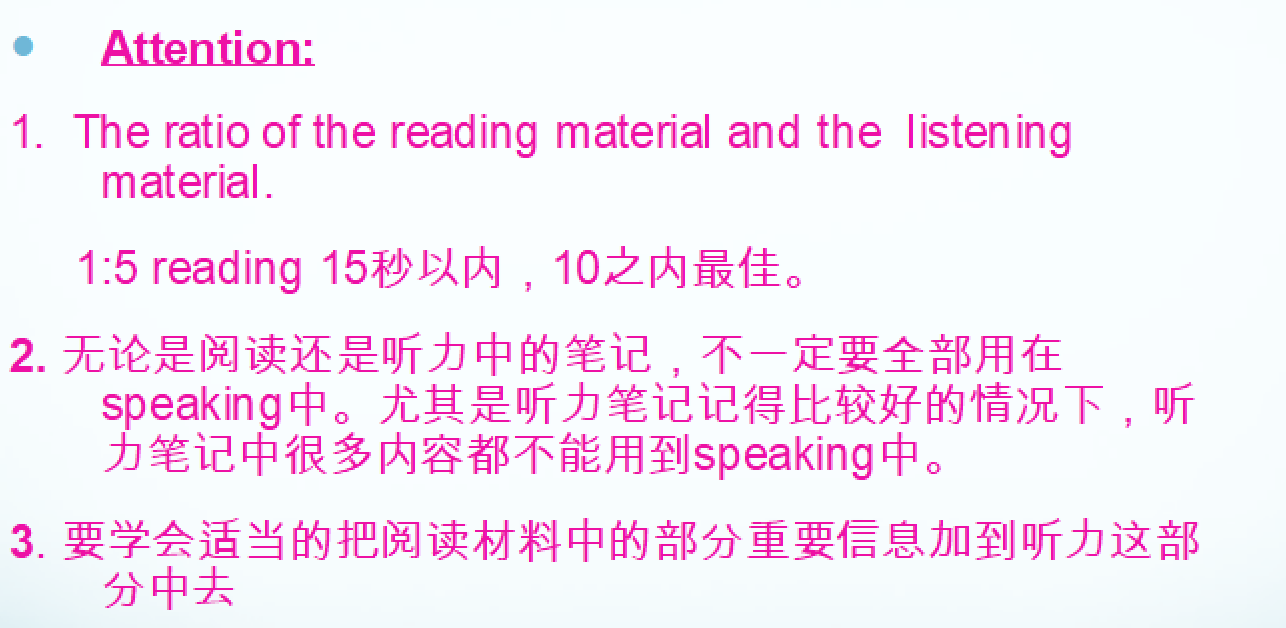 • Attention:
1. The ratio of the reading material and the listening
material.
1:5 reading 15秒以内，10之内最佳。
2. 无论是阅读还是听力中的笔记，不一定要全部用在
speaking中。尤其是听力笔记记得比较好的情况下，听
力笔记中很多内容都不能用到speaking中。
3. 要学会适当的把阅读材料中的部分重要信息加到听力这部
分中去